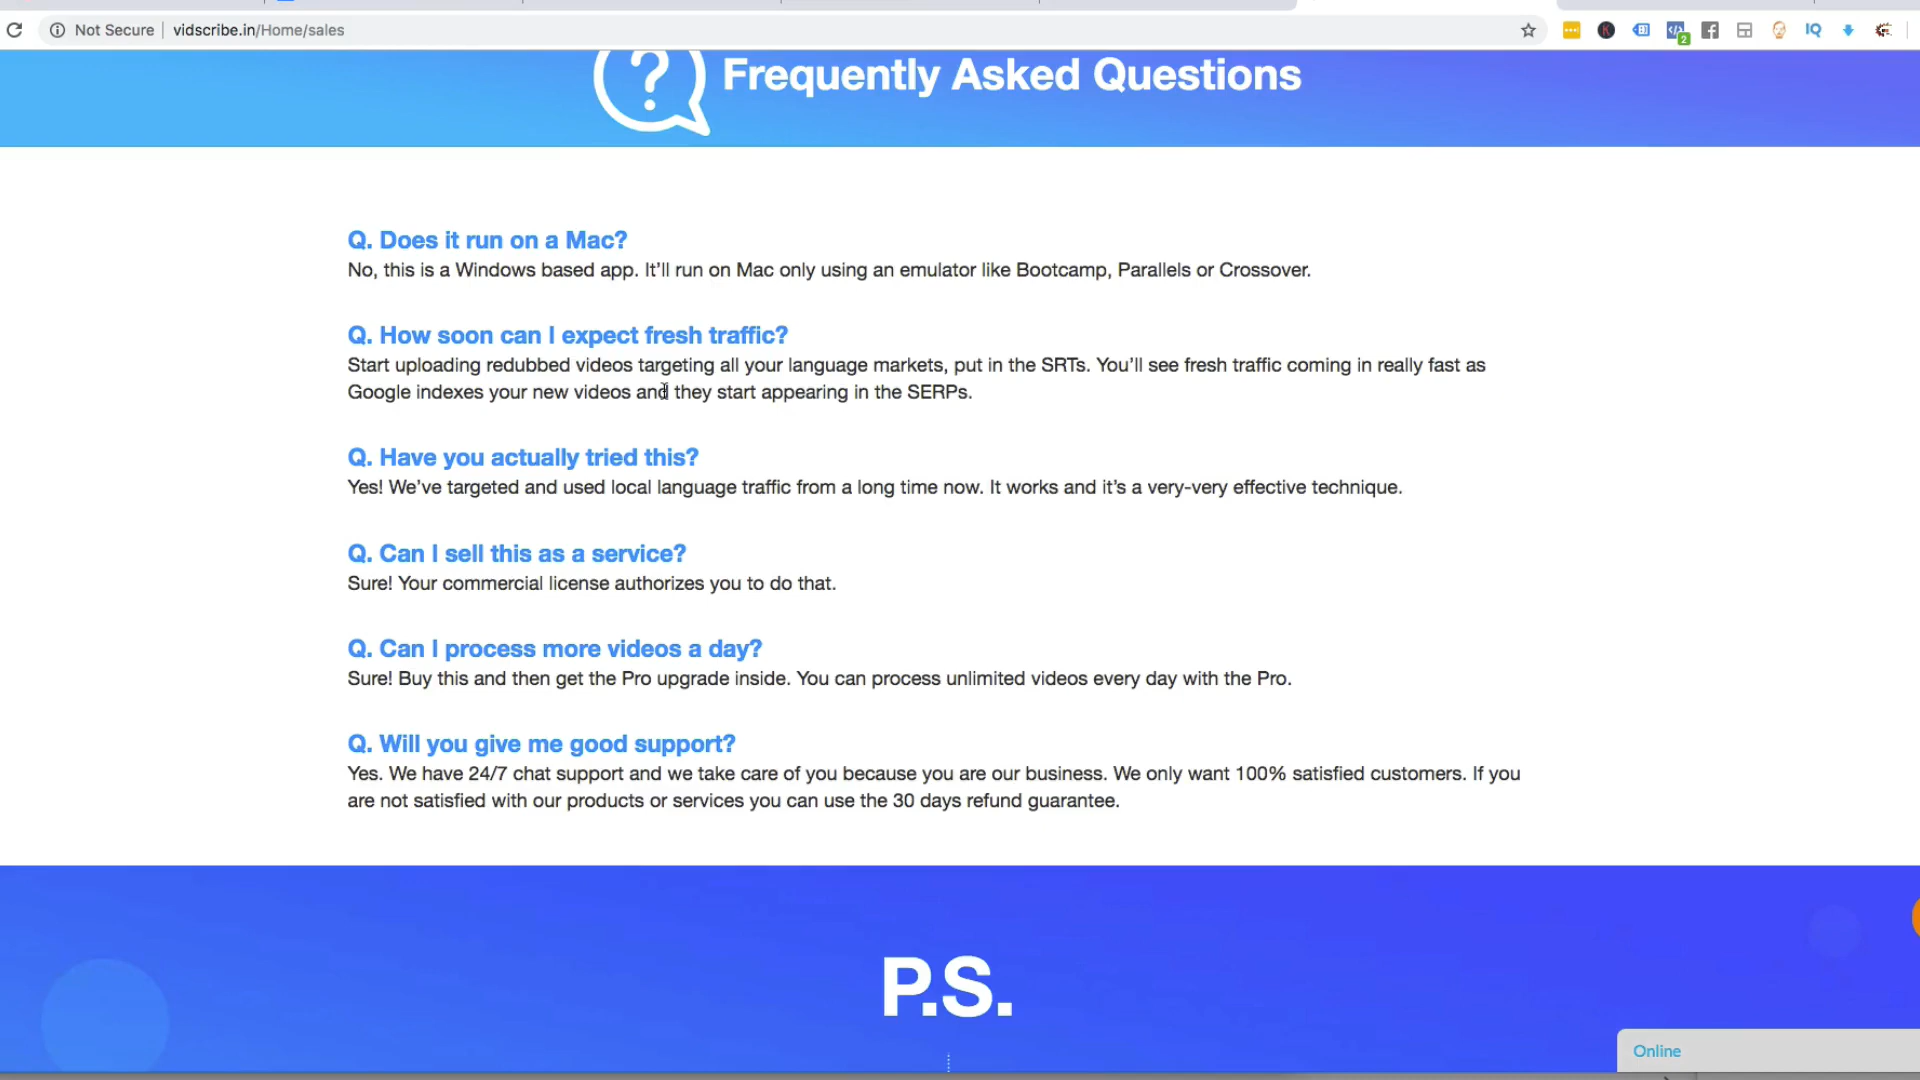 Not Secure
vidscribe.in/Home/sales
2
IQ
?
Frequently Asked Questions
Q. Does it run on a Mac?
No, this is a Windows based app. It’ll run on Mac only using an emulator like Bootcamp, Parallels or Crossover.
Q. How soon can I expect fresh traffic?
Start uploading redubbed videos targeting all your language markets, put in the SRTs. You’ll see fresh traffic coming in really fast as
Google indexes your new videos and they start appearing in the SERPs.
Q. Have you actually tried this?
Yes! We’ve targeted and used local language traffic from a long time now. It works and it’s a very-very effective technique.
Q. Can I sell this as a service?
Sure! Your commercial license authorizes you to do that.
Q. Can I process more videos a day?
Sure! Buy this and then get the Pro upgrade inside. You can process unlimited videos every day with the Pro.
Q. Will you give me good support?
Yes. We have 24/7 chat support and we take care of you because you are our business. We only want 100% satisfied customers. If you
are not satisfied with our products or services you can use the 30 days refund guarantee.
P.S.
Online